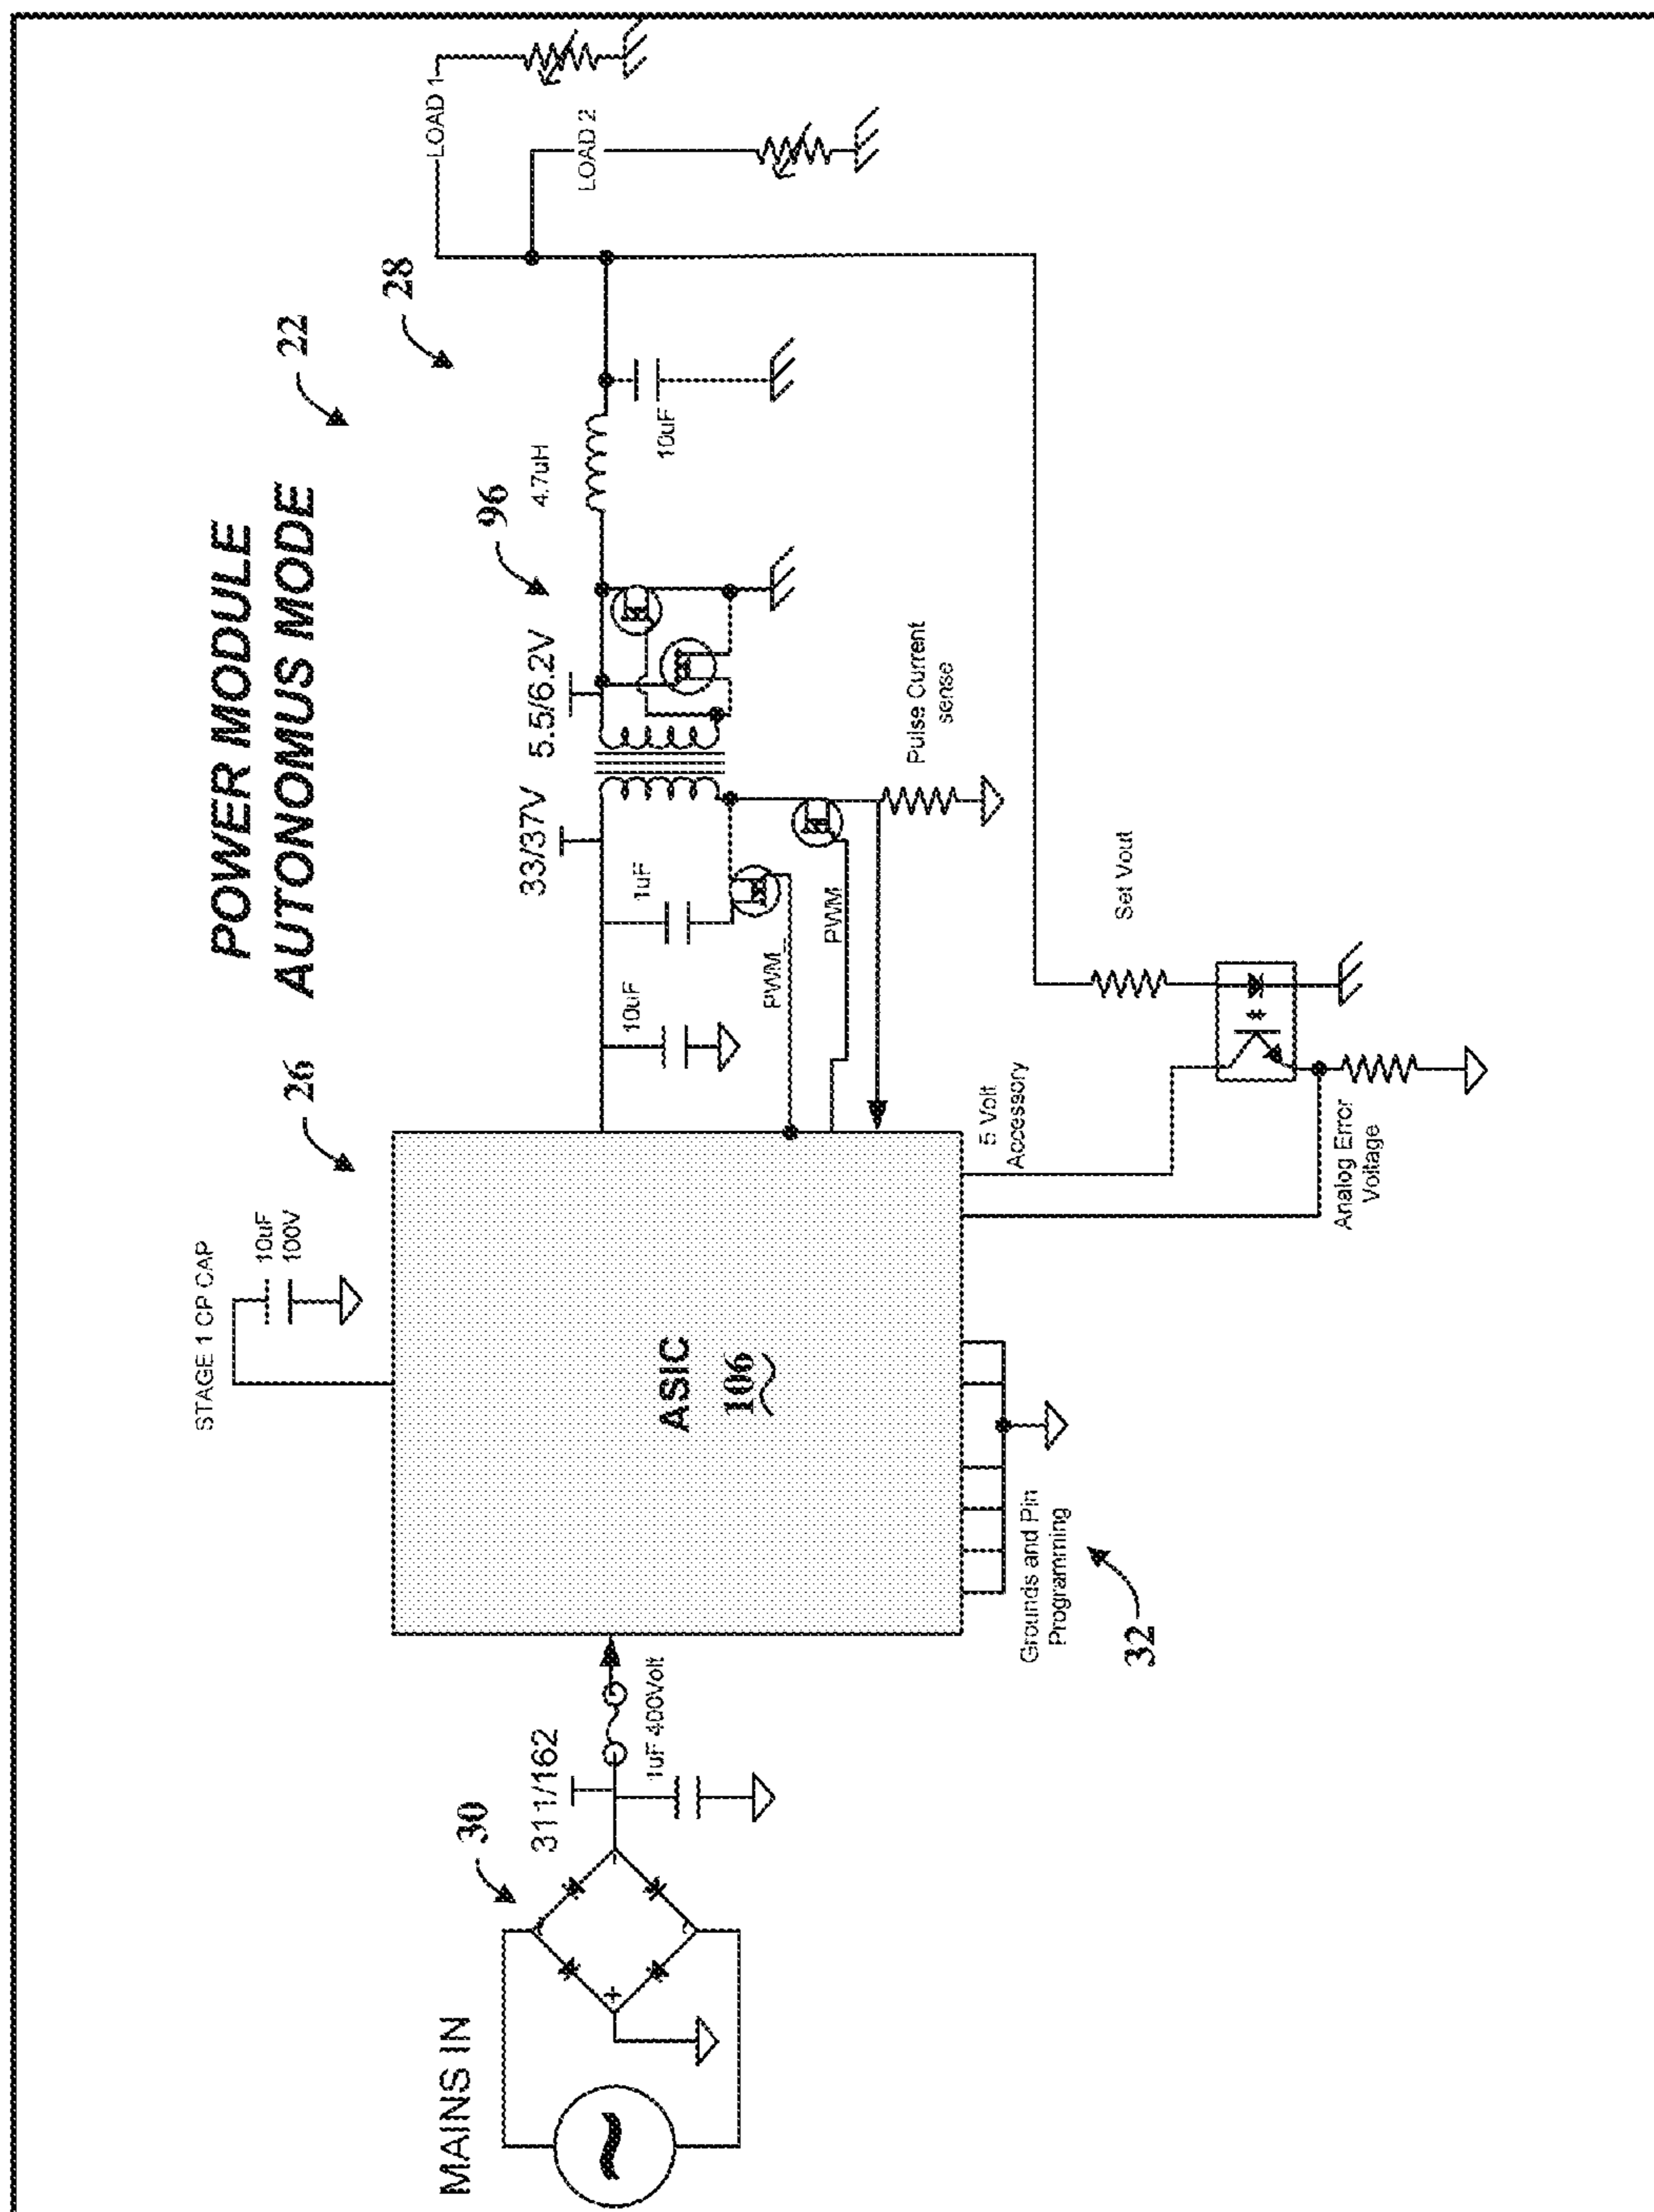 POWER MODULE
AUTONOMUS MODE
22
28
26
96
30
32
MAINS IN
311/162
1uF 400Volt
STAGE 1 CP CAP
10uF
100V
ASIC
106
Grounds and Pin
Programming
33/37V
5.5/6.2V
10uF
1uF
PWM_
PWM
4.7uH
10uF
LOAD 1
LOAD 2
Pulse Current
sense
5 Volt
Accessory
Set Vout
Analog Error
Voltage
+
-